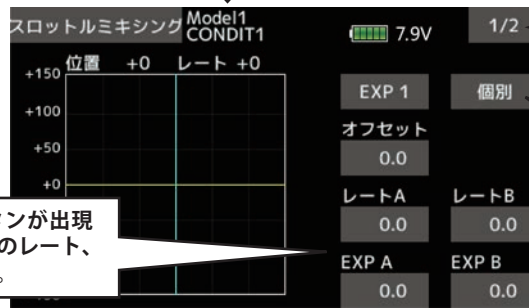 スロットルミキシング Model1
CONDIT1
7.9V
1/2
位置 +0 レート +0
+150
+100
+50
+0
EXP 1 個別
オフセット
0.0
レートA レートB
0.0 0.0
EXP A EXP B
0.0 0.0
ンが出現
のレート、
。